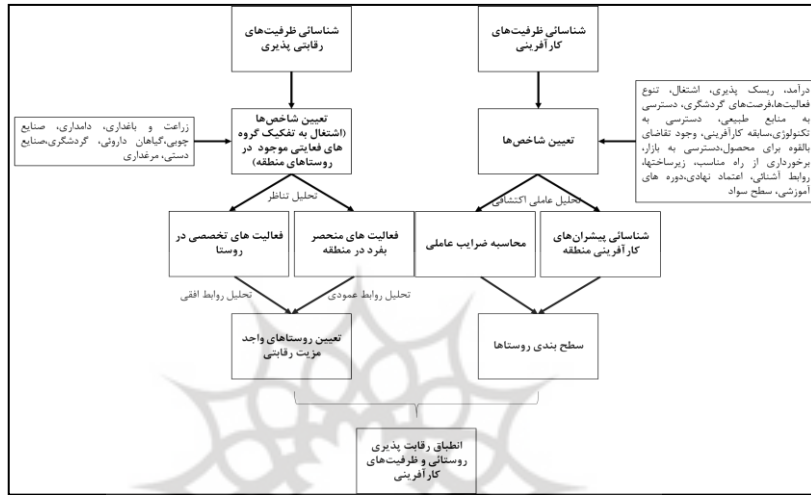 شناسائی ظرفیت‌های
کارآفرینی
شناسائی ظرفیت‌های
رقابتی پذیری
درآمد، ریسک پذیری، اشتغال، تنوع
فعالیت‌ها،فرصت‌های گردشگری، دسترسی
به منابع طبیعی، دسترسی به
تکنولوژی،سابقه کارآفرینی، وجود تقاضای
بالقوه برای محصول،دسترسی به بازار،
برخورداری از راه مناسب، زیرساختها،
روابط آشنائی، اعتماد نهادی،دوره های
آموزشی، سطح سواد
تعیین شاخص‌ها
تعیین شاخص‌ها
(اشتغال به تفکیک گروه
های فعایتی موجود در
روستاهای منطقه)
زراعت و باغداری، دامداری، صنایع
چوبی،گیاهان داروئی، گردشگری،صنایع
دستی، مرغداری
تحلیل عاملی اکتشافی
تحلیل تناظر
شناسائی پیشران‌های
کارآفرینی منطقه
محاسبه ضرایب عاملی
فعالیت های منحصر
بفرد در منطقه
فعالیت های تخصصی در
روستا
تحلیل روابط عمودی
تحلیل روابط افقی
سطح بندی روستاها
تعیین روستاهای واجد
مزیت رقابتی
انطباق رقابت پذیری
روستائی و ظرفیت‌های
کارآفرینی